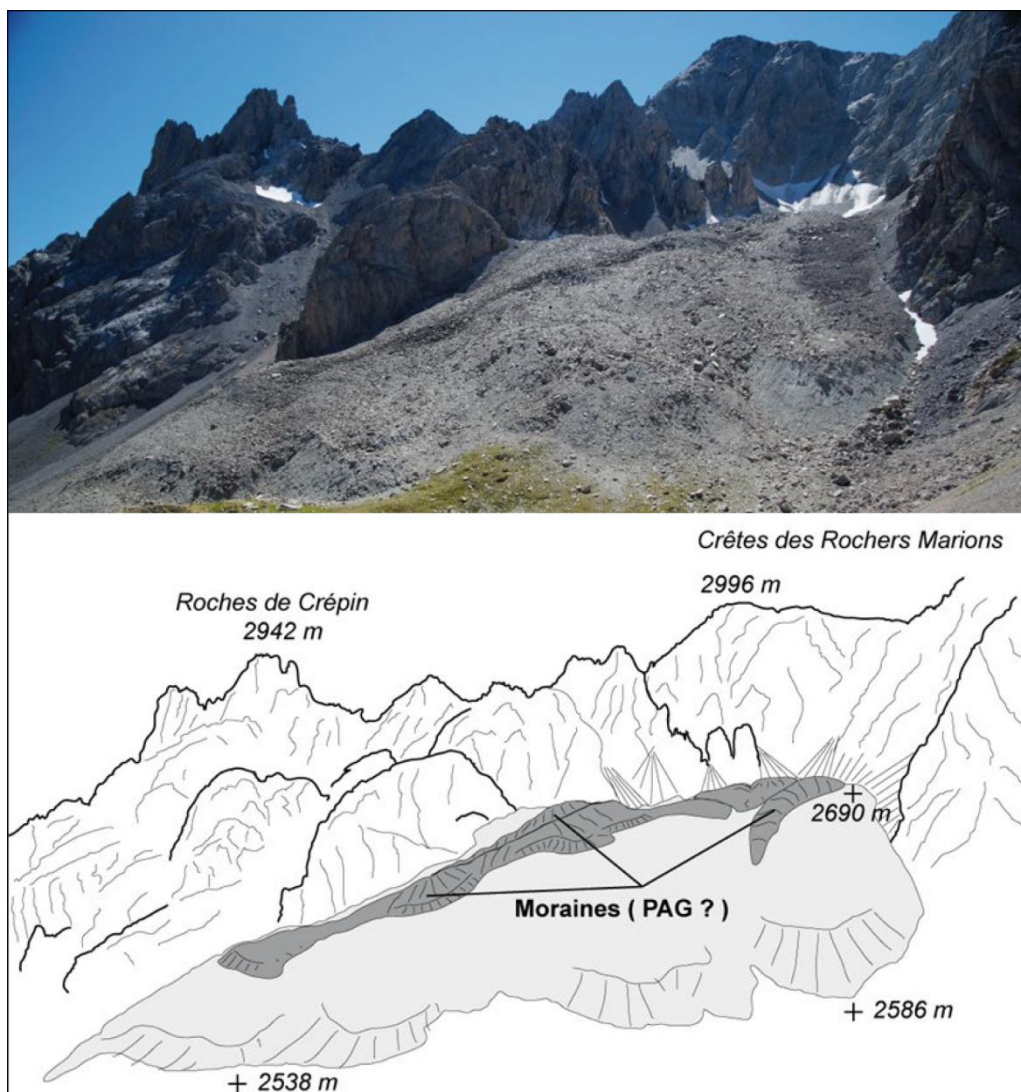 Crêtes des Rochers Marions
2996 m
Roches de Crépin
2942 m
2690 m
Moraines ( PAG ? )
2586 m
2538 m